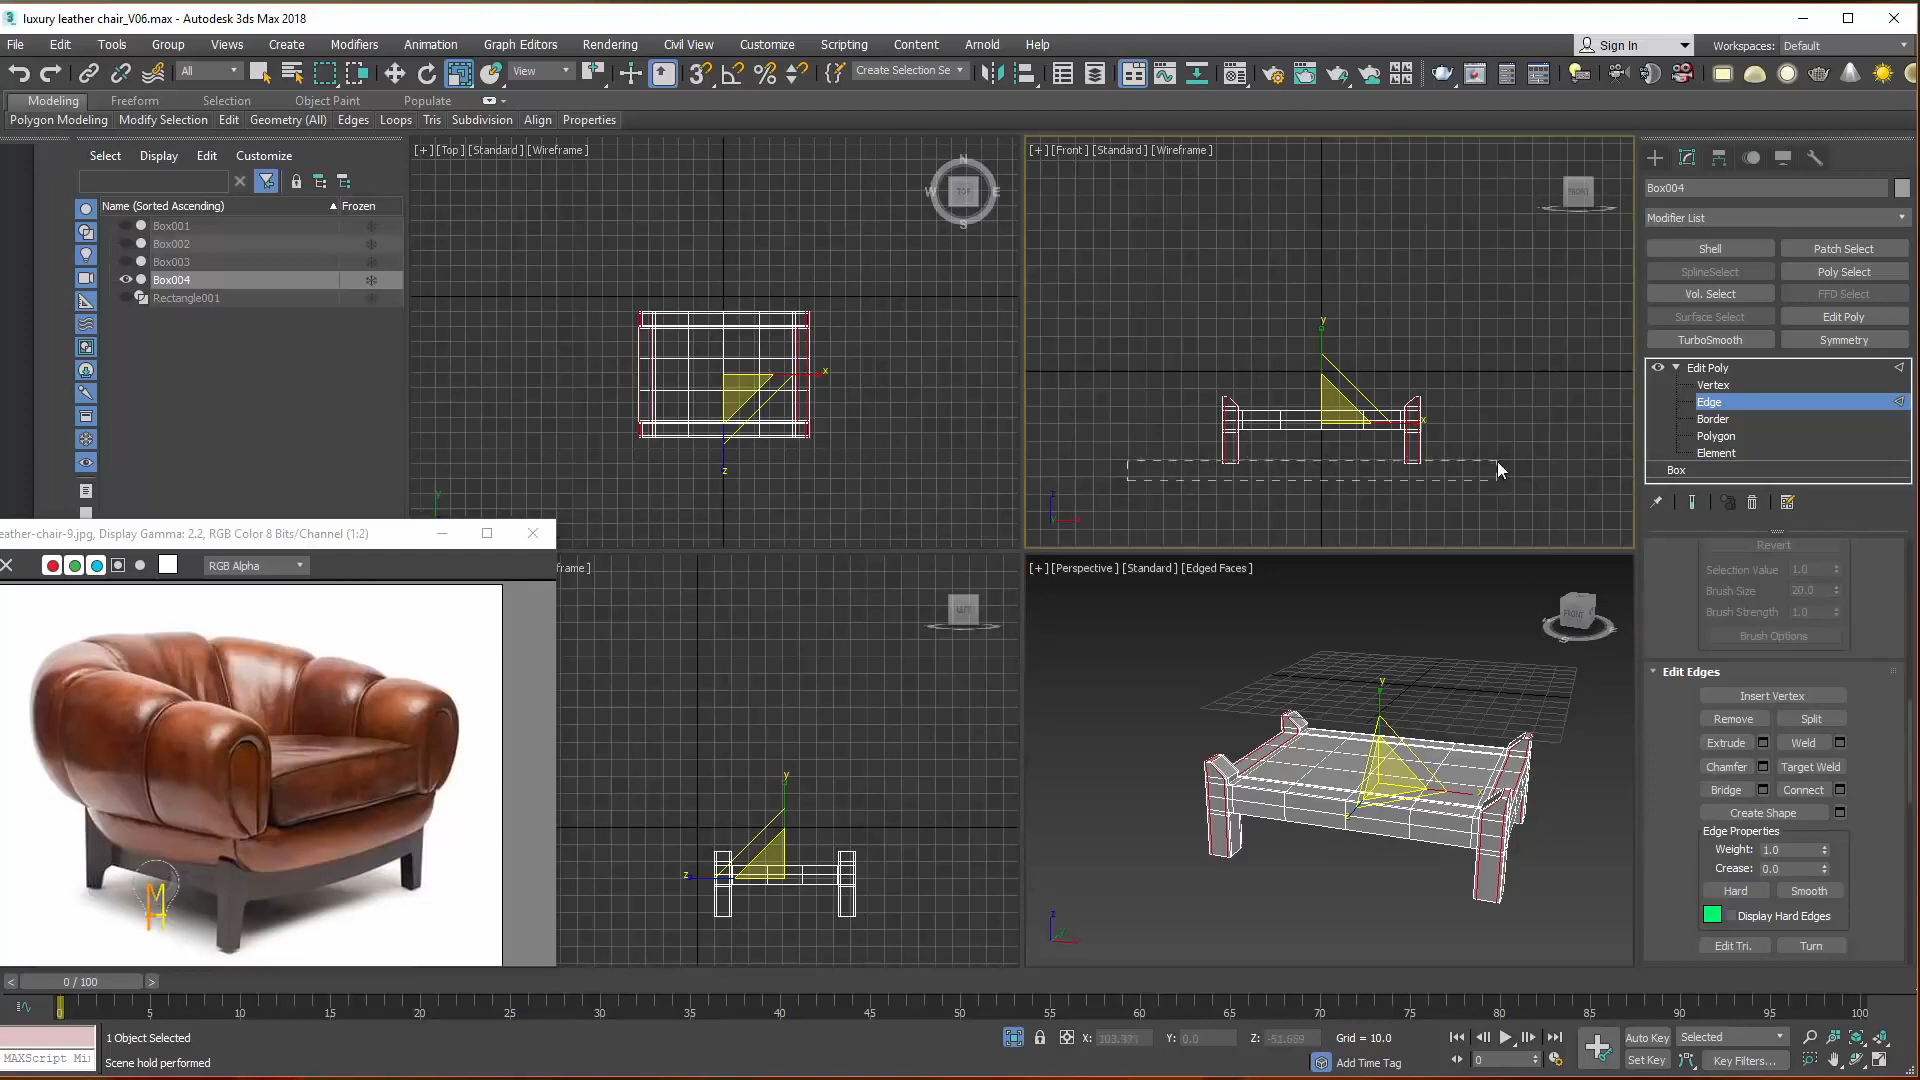 luxury leather chair_V06.max - Autodesk 3ds Max 2018
File Edit Tools Group Views Create Modifiers Animation Graph Editors Rendering Civil View Customize Scripting Content Arnold Help
Sign In
Workspaces: Default
All
View
Create Selection Se
Modeling Freeform Selection Object Paint Populate
Polygon Modeling Modify Selection Edit Geometry (All) Edges Loops Tris Subdivision Align Properties
Select Display Edit Customize
Name (Sorted Ascending) Frozen
Box001
Box002
Box003
Box004
Rectangle001
[+] [Top] [Standard] [Wireframe]
N
W TOP E
S
x
z
y
[+] [Front] [Standard] [Wireframe]
FRONT
y
x
z
Box004
Modifier List
Shell Patch Select
SplineSelect Poly Select
Vol. Select FFD Select
Surface Select Edit Poly
TurboSmooth Symmetry
Edit Poly
Vertex
Edge
Border
Polygon
Element
Box
eather-chair-9.jpg, Display Gamma: 2.2, RGB Color 8 Bits/Channel (1:2)
RGB Alpha
frame ]
y
z
[+] [Perspective] [Standard] [Edged Faces]
FRONT
y
x
z
Revert
Selection Value 1.0
Brush Size 20.0
Brush Strength 1.0
Brush Options
Edit Edges
Insert Vertex
Remove Split
Extrude Weld
Chamfer Target Weld
Bridge Connect
Create Shape
Edge Properties
Weight: 1.0
Crease: 0.0
Hard Smooth
Display Hard Edges
Edit Tri. Turn
< 0 / 100 >
0 5 10 15 20 25 30 35 40 45 50 55 60 65 70 75 80 85 90 95 100
1 Object Selected
X: 103.371 Y: 0.0 Z: -51.669 Grid = 10.0
Auto Key Selected
MAXScript Mi
Scene hold performed
Add Time Tag
0
Set Key Key Filters...